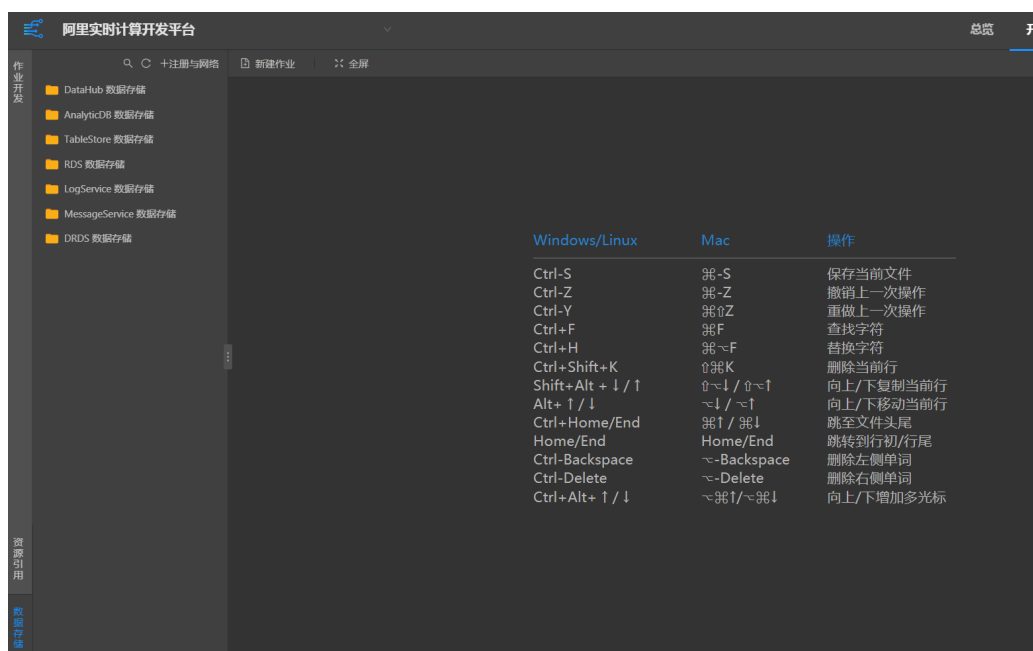 阿里实时计算开发平台
总览
开
作业开发
+注册与网络
新建作业
全屏
DataHub 数据存储
AnalyticDB 数据存储
TableStore 数据存储
RDS 数据存储
LogService 数据存储
MessageService 数据存储
DRDS 数据存储
Windows/Linux Mac 操作
Ctrl-S ⌘-S 保存当前文件
Ctrl-Z ⌘-Z 撤销上一次操作
Ctrl-Y ⌘⇧Z 重做上一次操作
Ctrl+F ⌘F 查找字符
Ctrl+H ⌘⌥F 替换字符
Ctrl+Shift+K ⇧⌘K 删除当前行
Shift+Alt + ↓ / ↑ ⇧⌥↓ / ⇧⌥↑ 向上/下复制当前行
Alt+ ↑ / ↓ ⌥↓ / ⌥↑ 向上/下移动当前行
Ctrl+Home/End ⌘↑ / ⌘↓ 跳至文件头尾
Home/End Home/End 跳转到行初/行尾
Ctrl-Backspace ⌥-Backspace 删除左侧单词
Ctrl-Delete ⌥-Delete 删除右侧单词
Ctrl+Alt+ ↑ / ↓ ⌥⌘↑/⌥⌘↓ 向上/下增加多光标
资源引用
数据存储